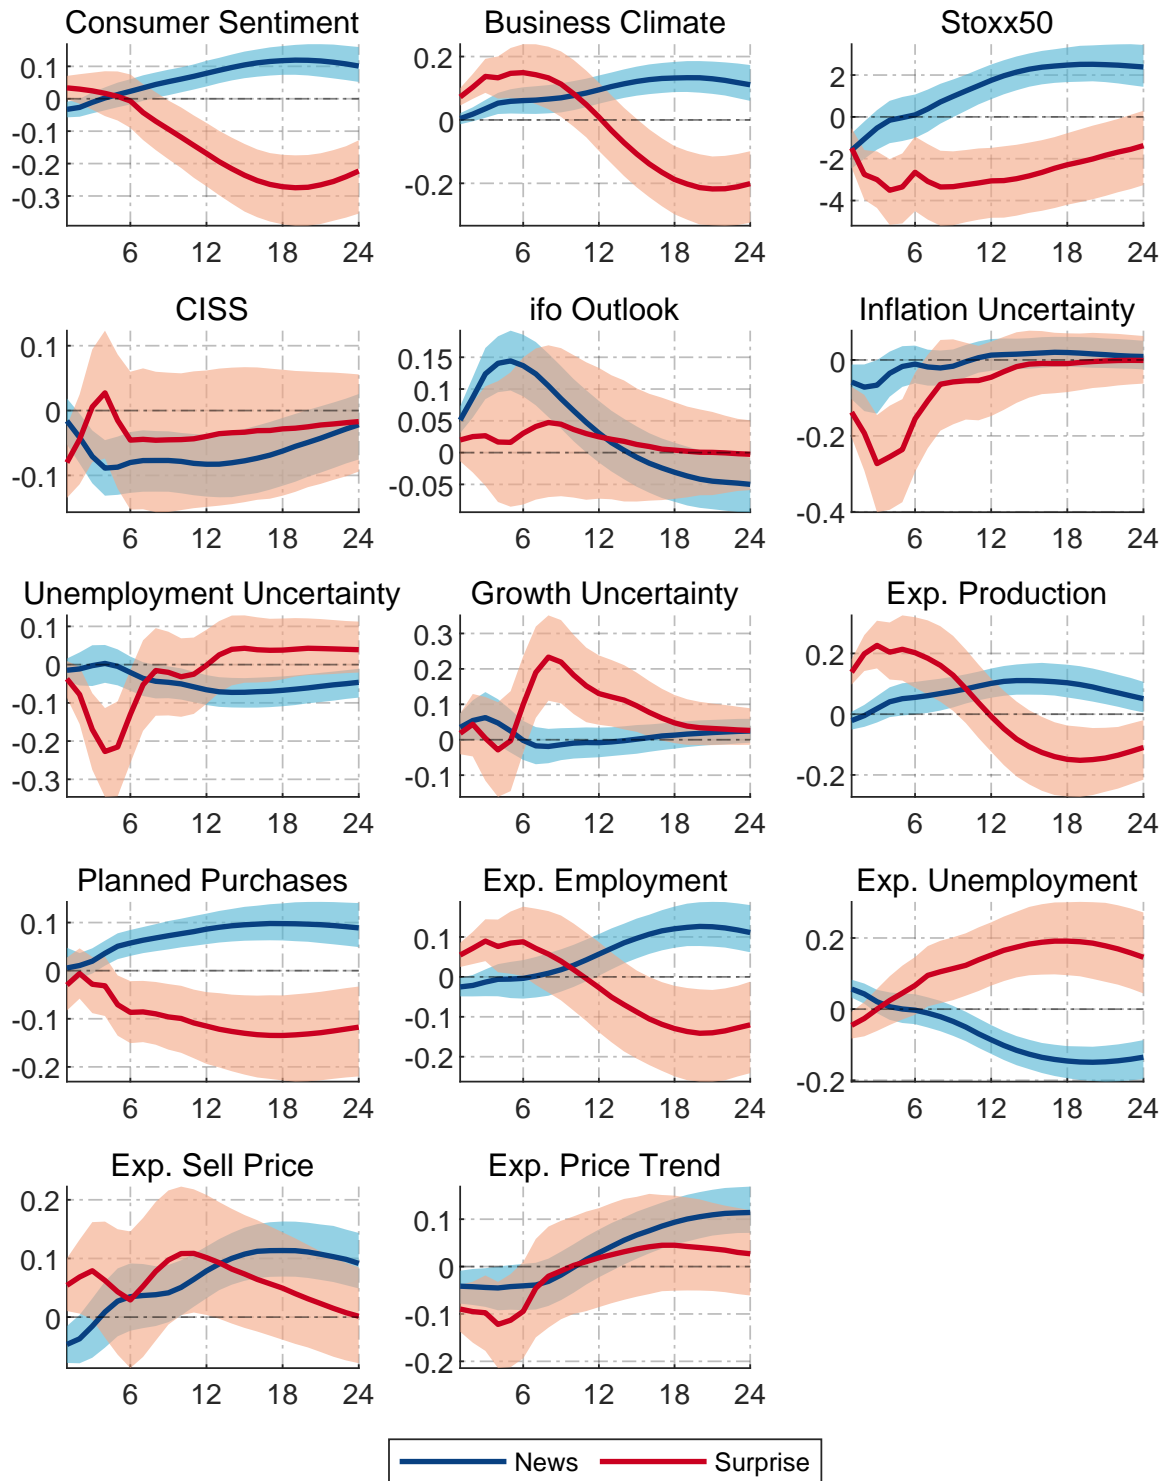 Consumer Sentiment Business Climate Stoxx50
0.1
0
-0.1
-0.2
-0.3
6 12 18 24
0.2
0
-0.2
6 12 18 24
2
0
-2
-4
6 12 18 24
CISS ifo Outlook Inflation Uncertainty
0.1
0
-0.1
6 12 18 24
0.15
0.1
0.05
0
-0.05
6 12 18 24
0
-0.2
-0.4
6 12 18 24
Unemployment Uncertainty Growth Uncertainty Exp. Production
0.1
0
-0.1
-0.2
-0.3
6 12 18 24
0.3
0.2
0.1
0
-0.1
6 12 18 24
0.2
0
-0.2
6 12 18 24
Planned Purchases Exp. Employment Exp. Unemployment
0.1
0
-0.1
-0.2
6 12 18 24
0.1
0
-0.1
-0.2
6 12 18 24
0.2
0
-0.2
6 12 18 24
Exp. Sell Price Exp. Price Trend
0.2
0.1
0
6 12 18 24
0.1
0
-0.1
-0.2
6 12 18 24
News Surprise